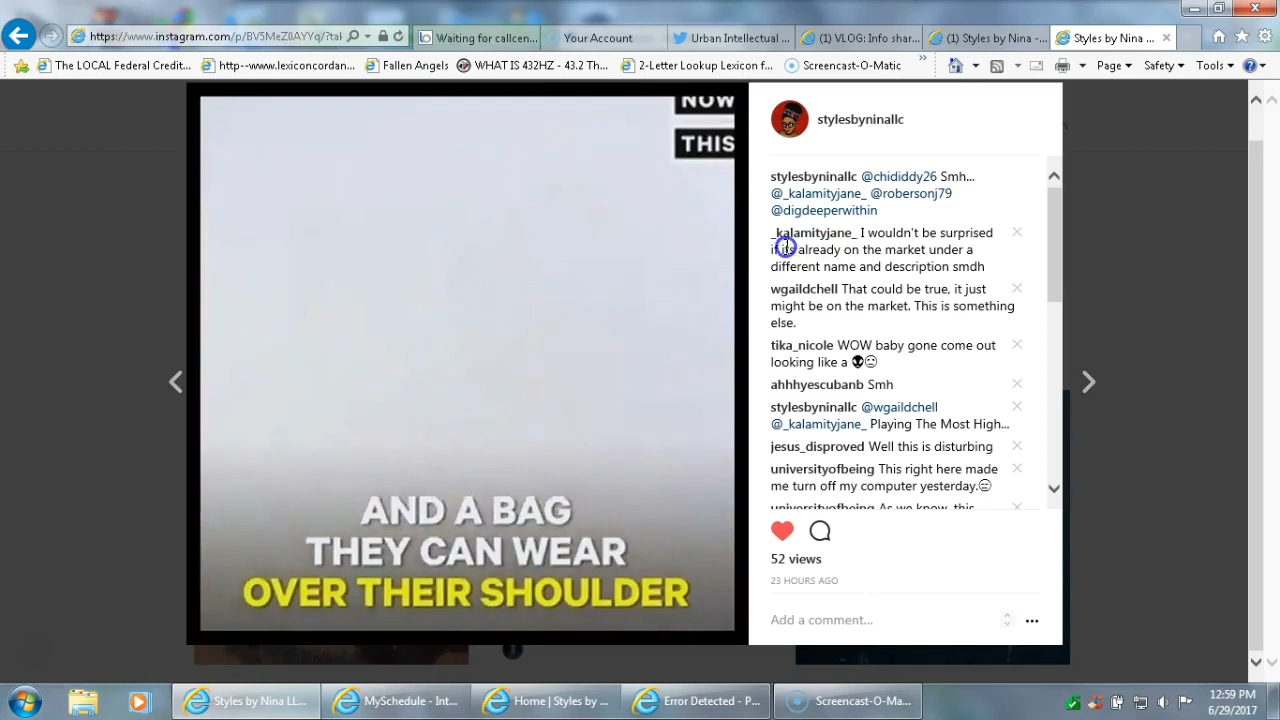 https://www.instagram.com/p/BV5MeZ0AYYq/?tal
Waiting for callcen...
Your Account
Urban Intellectual ...
(1) VLOG: Info shar...
(1) Styles by Nina -...
Styles by Nina ...
The LOCAL Federal Credit...
http--www.lexiconcordan...
Fallen Angels
WHAT IS 432HZ - 43.2 Th...
2-Letter Lookup Lexicon f...
Screencast-O-Matic
Page
Safety
Tools
NOW
THIS
AND A BAG
THEY CAN WEAR
OVER THEIR SHOULDER
stylesbyninallc
stylesbyninallc @chididdy26 Smh...
@_kalamityjane_ @robersonj79
@digdeeperwithin
_kalamityjane_ I wouldn't be surprised
if its already on the market under a
different name and description smdh
wgaildchell That could be true, it just
might be on the market. This is something
else.
tika_nicole WOW baby gone come out
looking like a 👽☹
ahhhyescubanb Smh
stylesbyninallc @wgaildchell
@_kalamityjane_ Playing The Most High...
jesus_disproved Well this is disturbing
universityofbeing This right here made
me turn off my computer yesterday.😑
universityofbeing As we know, this
52 views
23 HOURS AGO
Add a comment...
Styles by Nina LL...
MySchedule - Int...
Home | Styles by ...
Error Detected - P...
Screencast-O-Ma...
12:59 PM
6/29/2017